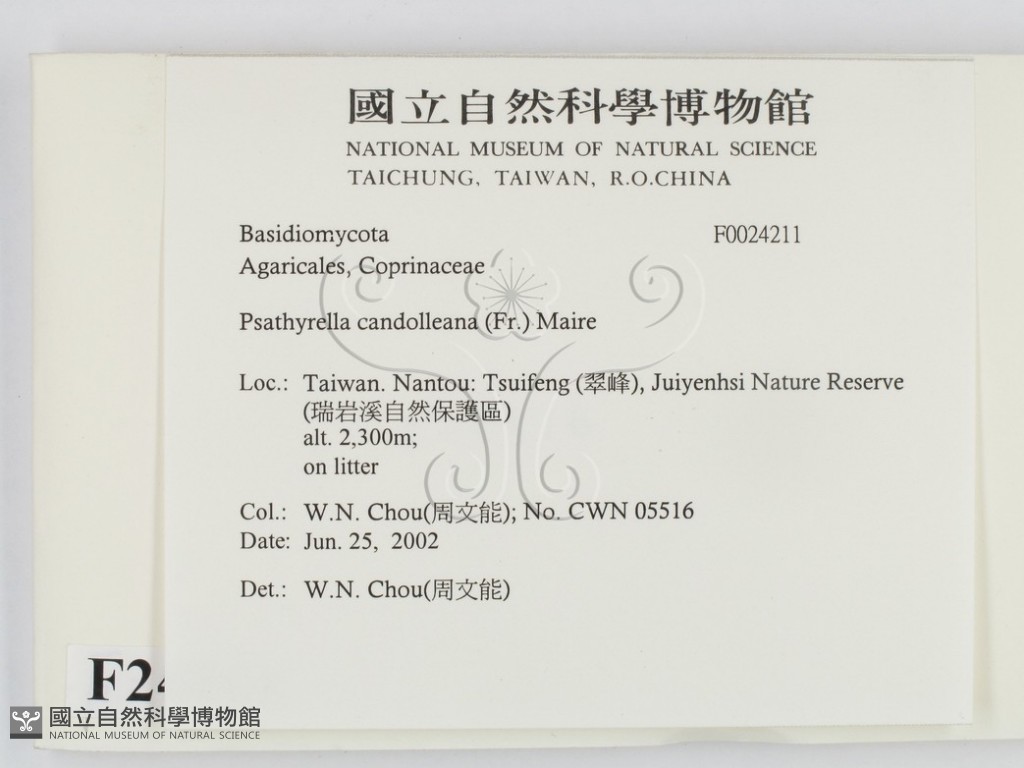 國立自然科學博物館
NATIONAL MUSEUM OF NATURAL SCIENCE
TAICHUNG, TAIWAN, R.O.CHINA
Basidiomycota F0024211
Agaricales, Coprinaceae
Psathyrella candolleana (Fr.) Maire
Loc.: Taiwan. Nantou: Tsuifeng (翠峰), Juiyenhsi Nature Reserve
(瑞岩溪自然保護區)
alt. 2,300m;
on litter
Col.: W.N. Chou(周文能); No. CWN 05516
Date: Jun. 25, 2002
Det.: W.N. Chou(周文能)
F24
國立自然科學博物館
NATIONAL MUSEUM OF NATURAL SCIENCE